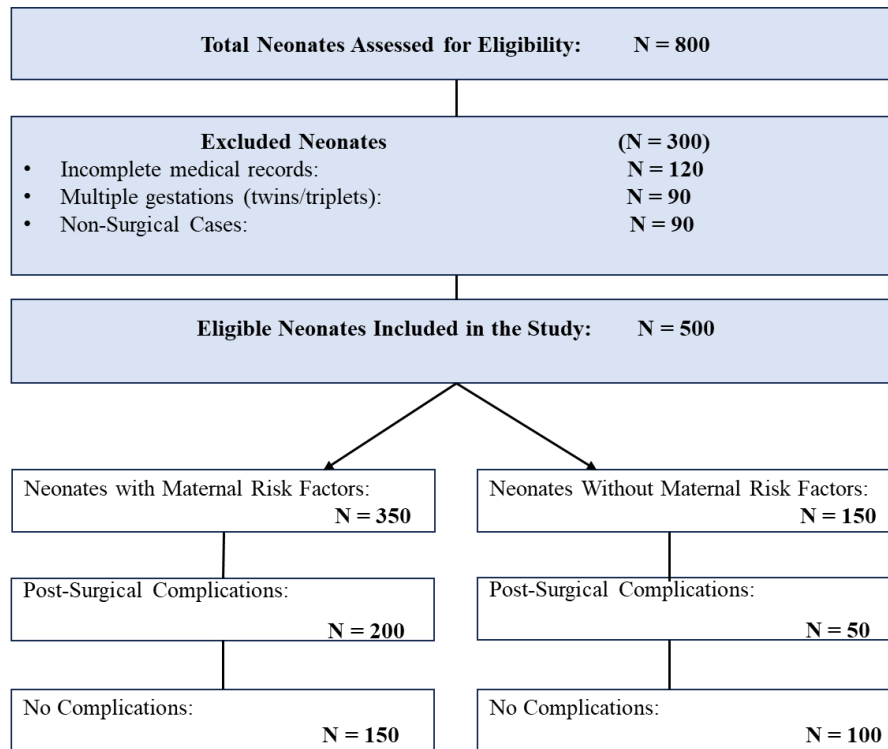 Total Neonates Assessed for Eligibility: N = 800
Excluded Neonates (N = 300)
• Incomplete medical records: N = 120
• Multiple gestations (twins/triplets): N = 90
• Non-Surgical Cases: N = 90
Eligible Neonates Included in the Study: N = 500
Neonates with Maternal Risk Factors:
N = 350
Neonates Without Maternal Risk Factors:
N = 150
Post-Surgical Complications:
N = 200
Post-Surgical Complications:
N = 50
No Complications:
N = 150
No Complications:
N = 100